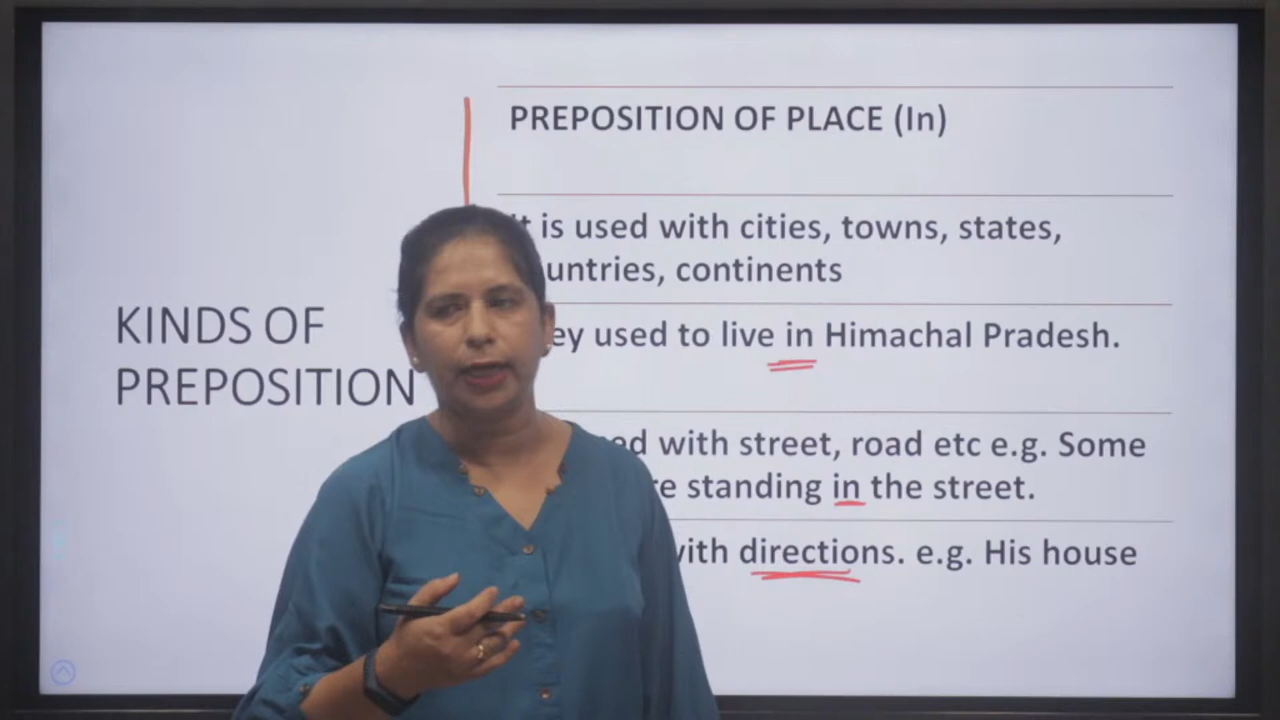 KINDS OF
PREPOSITION
PREPOSITION OF PLACE (In)
is used with cities, towns, states,
continents
used to live in Himachal Pradesh.
with street, road etc e.g. Some
standing in the street.
directions. e.g. His house